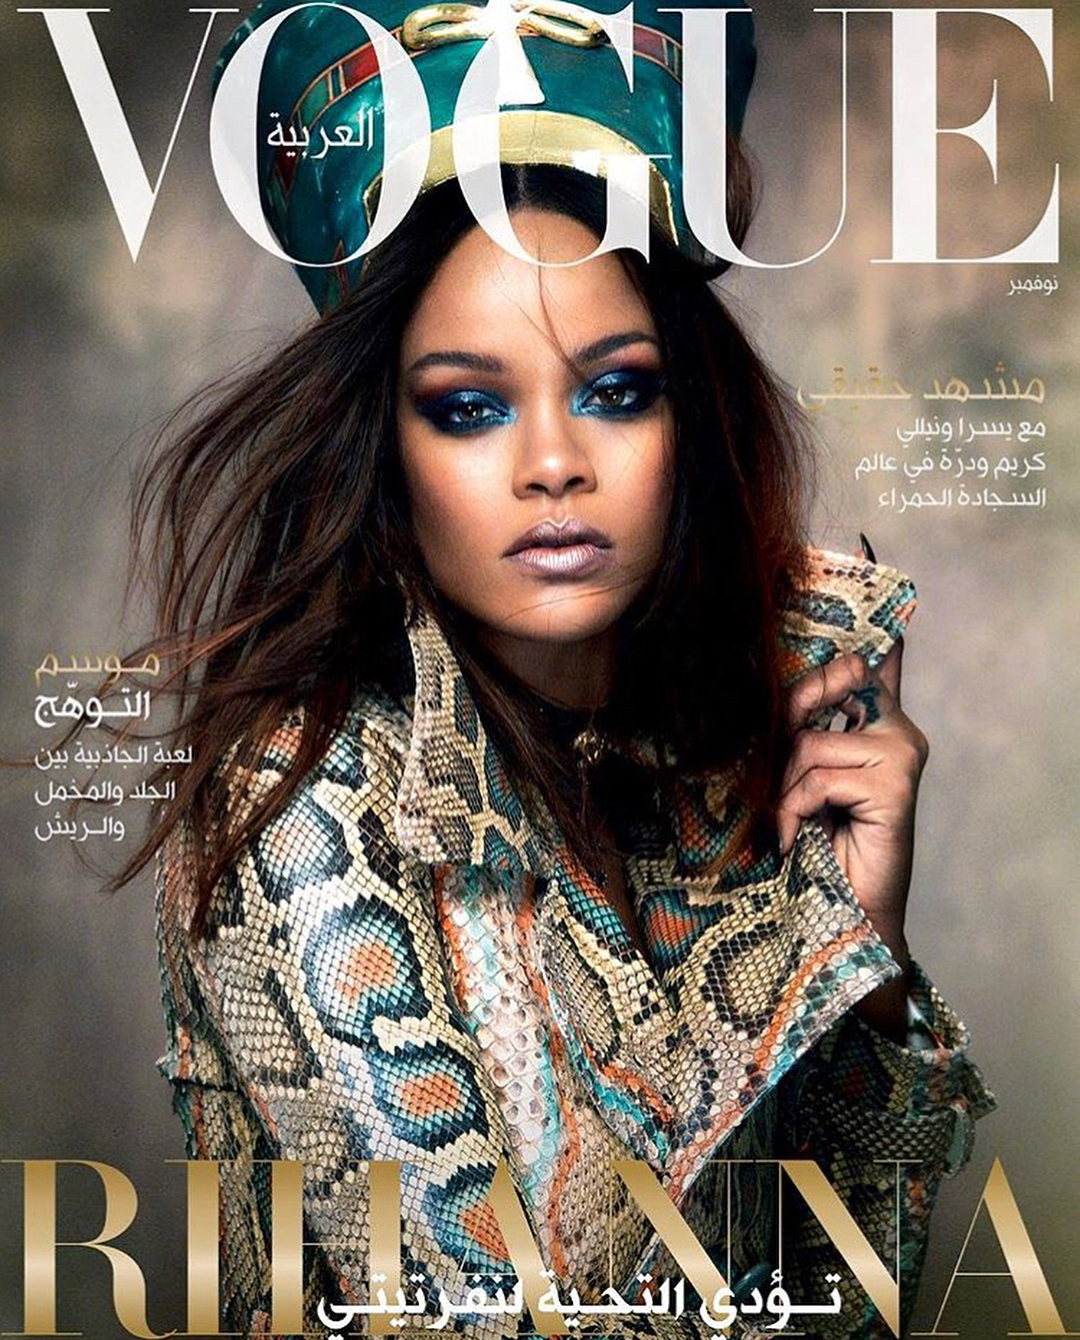 VOGUE
العربية
نوفمبر
مشهد حقيقي
مع يسرا ونيللي
كريم ودرّة في عالم
السجادة الحمراء
موسم
التوهّج
لعبة الجاذبية بين
الجلد والمخمل
والريش
RIHANNA
تؤدي التحية لنفرتيتي